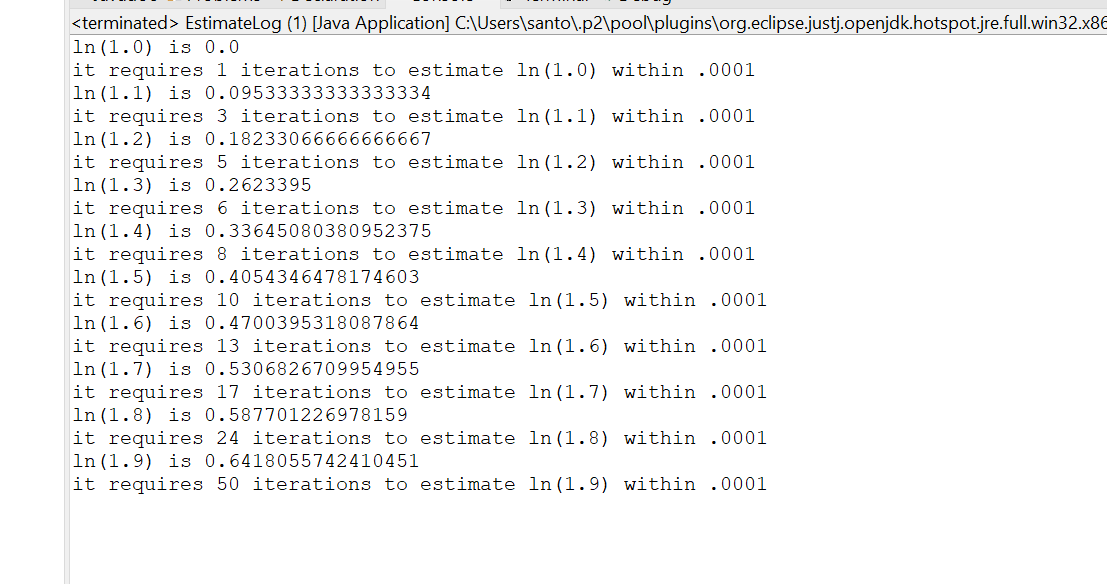 <terminated> EstimateLog (1) [Java Application] C:\Users\santo\.p2\pool\plugins\org.eclipse.justj.openjdk.hotspot.jre.full.win32.x86
ln(1.0) is 0.0
it requires 1 iterations to estimate ln(1.0) within .0001
ln(1.1) is 0.09533333333333334
it requires 3 iterations to estimate ln(1.1) within .0001
ln(1.2) is 0.18233066666666667
it requires 5 iterations to estimate ln(1.2) within .0001
ln(1.3) is 0.2623395
it requires 6 iterations to estimate ln(1.3) within .0001
ln(1.4) is 0.33645080380952375
it requires 8 iterations to estimate ln(1.4) within .0001
ln(1.5) is 0.4054346478174603
it requires 10 iterations to estimate ln(1.5) within .0001
ln(1.6) is 0.4700395318087864
it requires 13 iterations to estimate ln(1.6) within .0001
ln(1.7) is 0.5306826709954955
it requires 17 iterations to estimate ln(1.7) within .0001
ln(1.8) is 0.587701226978159
it requires 24 iterations to estimate ln(1.8) within .0001
ln(1.9) is 0.6418055742410451
it requires 50 iterations to estimate ln(1.9) within .0001